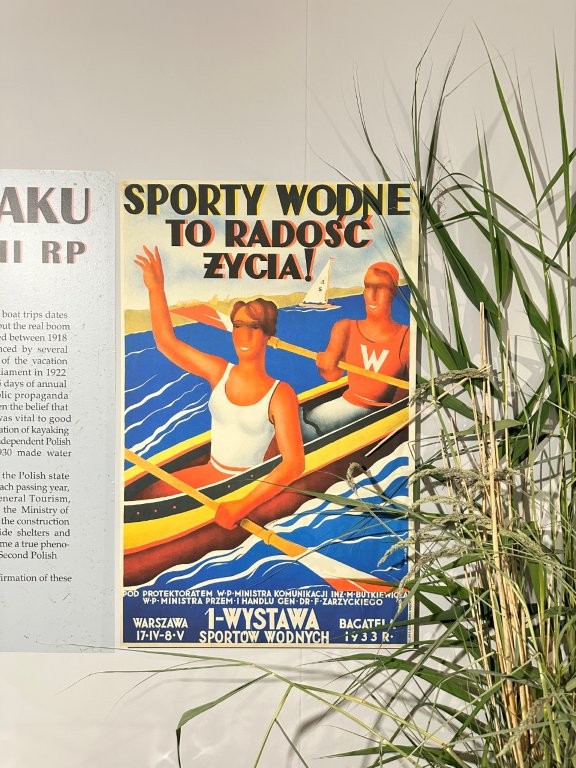 AKU
II RP
boat trips dates
but the real boom
ed between 1918
nced by several
of the vacation
liament in 1922
days of annual
blic propaganda
en the belief that
was vital to good
ation of kayaking
dependent Polish
930 made water
the Polish state
ach passing year,
eneral Tourism,
the Ministry of
the construction
ide shelters and
me a true pheno-
Second Polish
firmation of these
SPORTY WODNE
TO RADOŚĆ
ŻYCIA!
W
POD PROTEKTORATEM W·P·MINISTRA KOMUNIKACJI INŻ·M·BUTKIEWICZA
W·P·MINISTRA PRZEM·I HANDLU GEN·DR·F·ZARZYCKIEGO
WARSZAWA 1-WYSTAWA BAGATELA
17·IV-8·V SPORTÓW WODNYCH 1933 R·